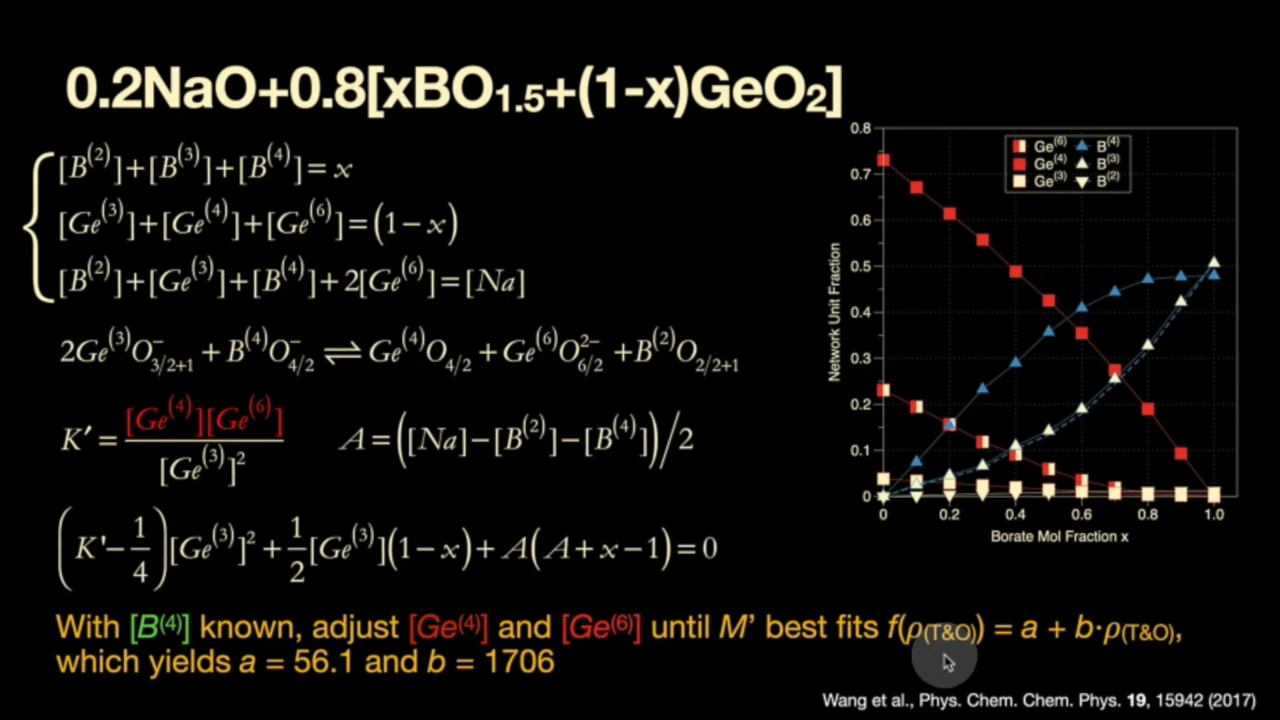 0.2NaO+0.8[xBO₁.₅+(1-x)GeO₂]
[B⁽²⁾]+[B⁽³⁾]+[B⁽⁴⁾]=x
[Ge⁽³⁾]+[Ge⁽⁴⁾]+[Ge⁽⁶⁾]=(1−x)
[B⁽²⁾]+[Ge⁽³⁾]+[B⁽⁴⁾]+2[Ge⁽⁶⁾]=[Na]
2Ge⁽³⁾O⁻_{3/2+1} + B⁽⁴⁾O⁻_{4/2} ⇌ Ge⁽⁴⁾O_{4/2} + Ge⁽⁶⁾O²⁻_{6/2} + B⁽²⁾O_{2/2+1}
K′ = [Ge⁽⁴⁾][Ge⁽⁶⁾] / [Ge⁽³⁾]² A = ([Na]−[B⁽²⁾]−[B⁽⁴⁾])/2
(K'−1/4)[Ge⁽³⁾]² + 1/2[Ge⁽³⁾](1−x) + A(A+x−1) = 0
With [B⁽⁴⁾] known, adjust [Ge⁽⁴⁾] and [Ge⁽⁶⁾] until M' best fits f(ρ_(T&O)) = a + b·ρ_(T&O),
which yields a = 56.1 and b = 1706
Network Unit Fraction
0.8
0.7
0.6
0.5
0.4
0.3
0.2
0.1
0
Ge⁽⁶⁾ B⁽⁴⁾
Ge⁽⁴⁾ B⁽³⁾
Ge⁽³⁾ B⁽²⁾
0 0.2 0.4 0.6 0.8 1.0
Borate Mol Fraction x
Wang et al., Phys. Chem. Chem. Phys. 19, 15942 (2017)